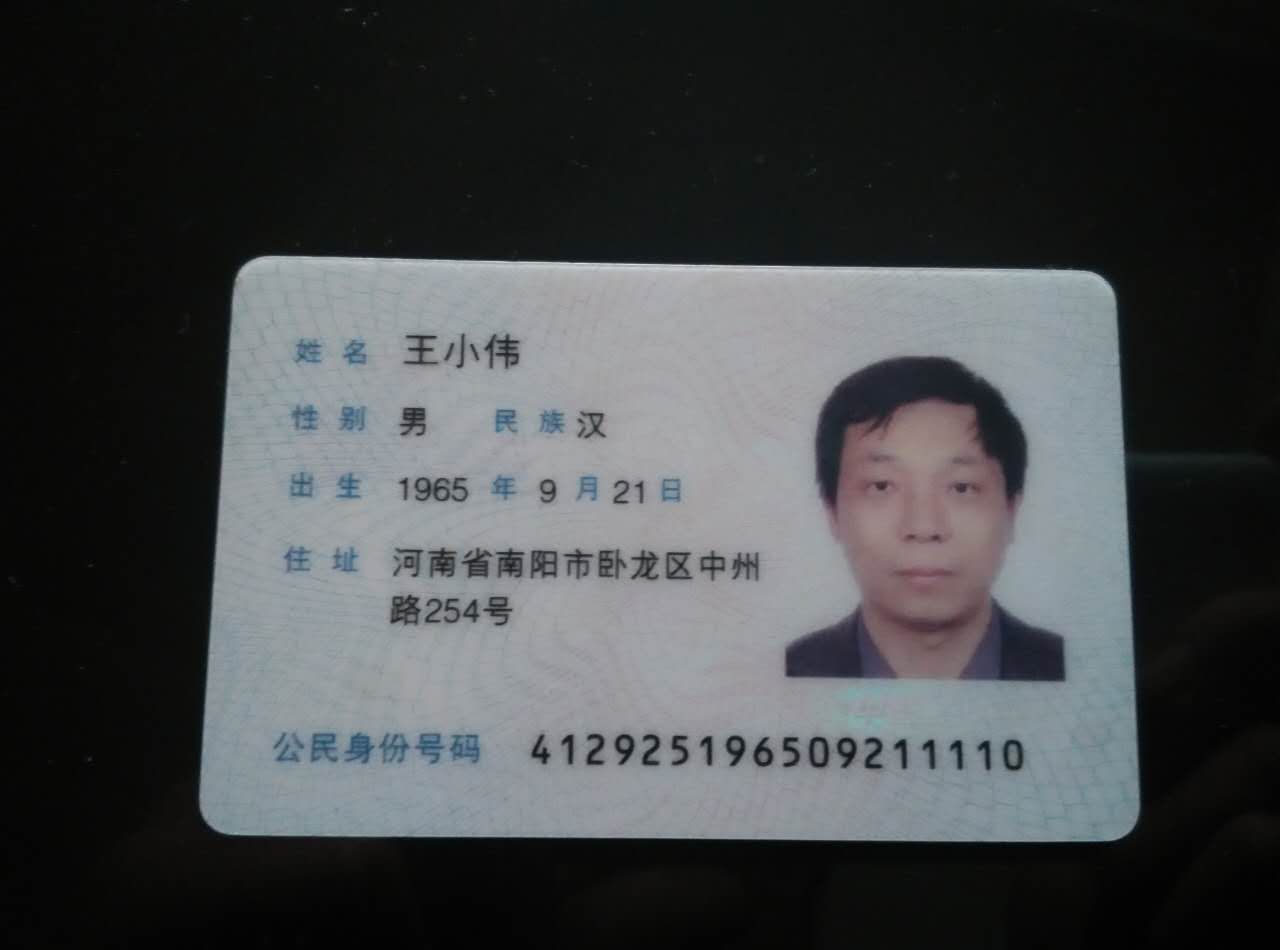 姓名 王小伟
性别 男 民族 汉
出生 1965 年 9 月 21 日
住址 河南省南阳市卧龙区中州
路254号
公民身份号码 412925196509211110